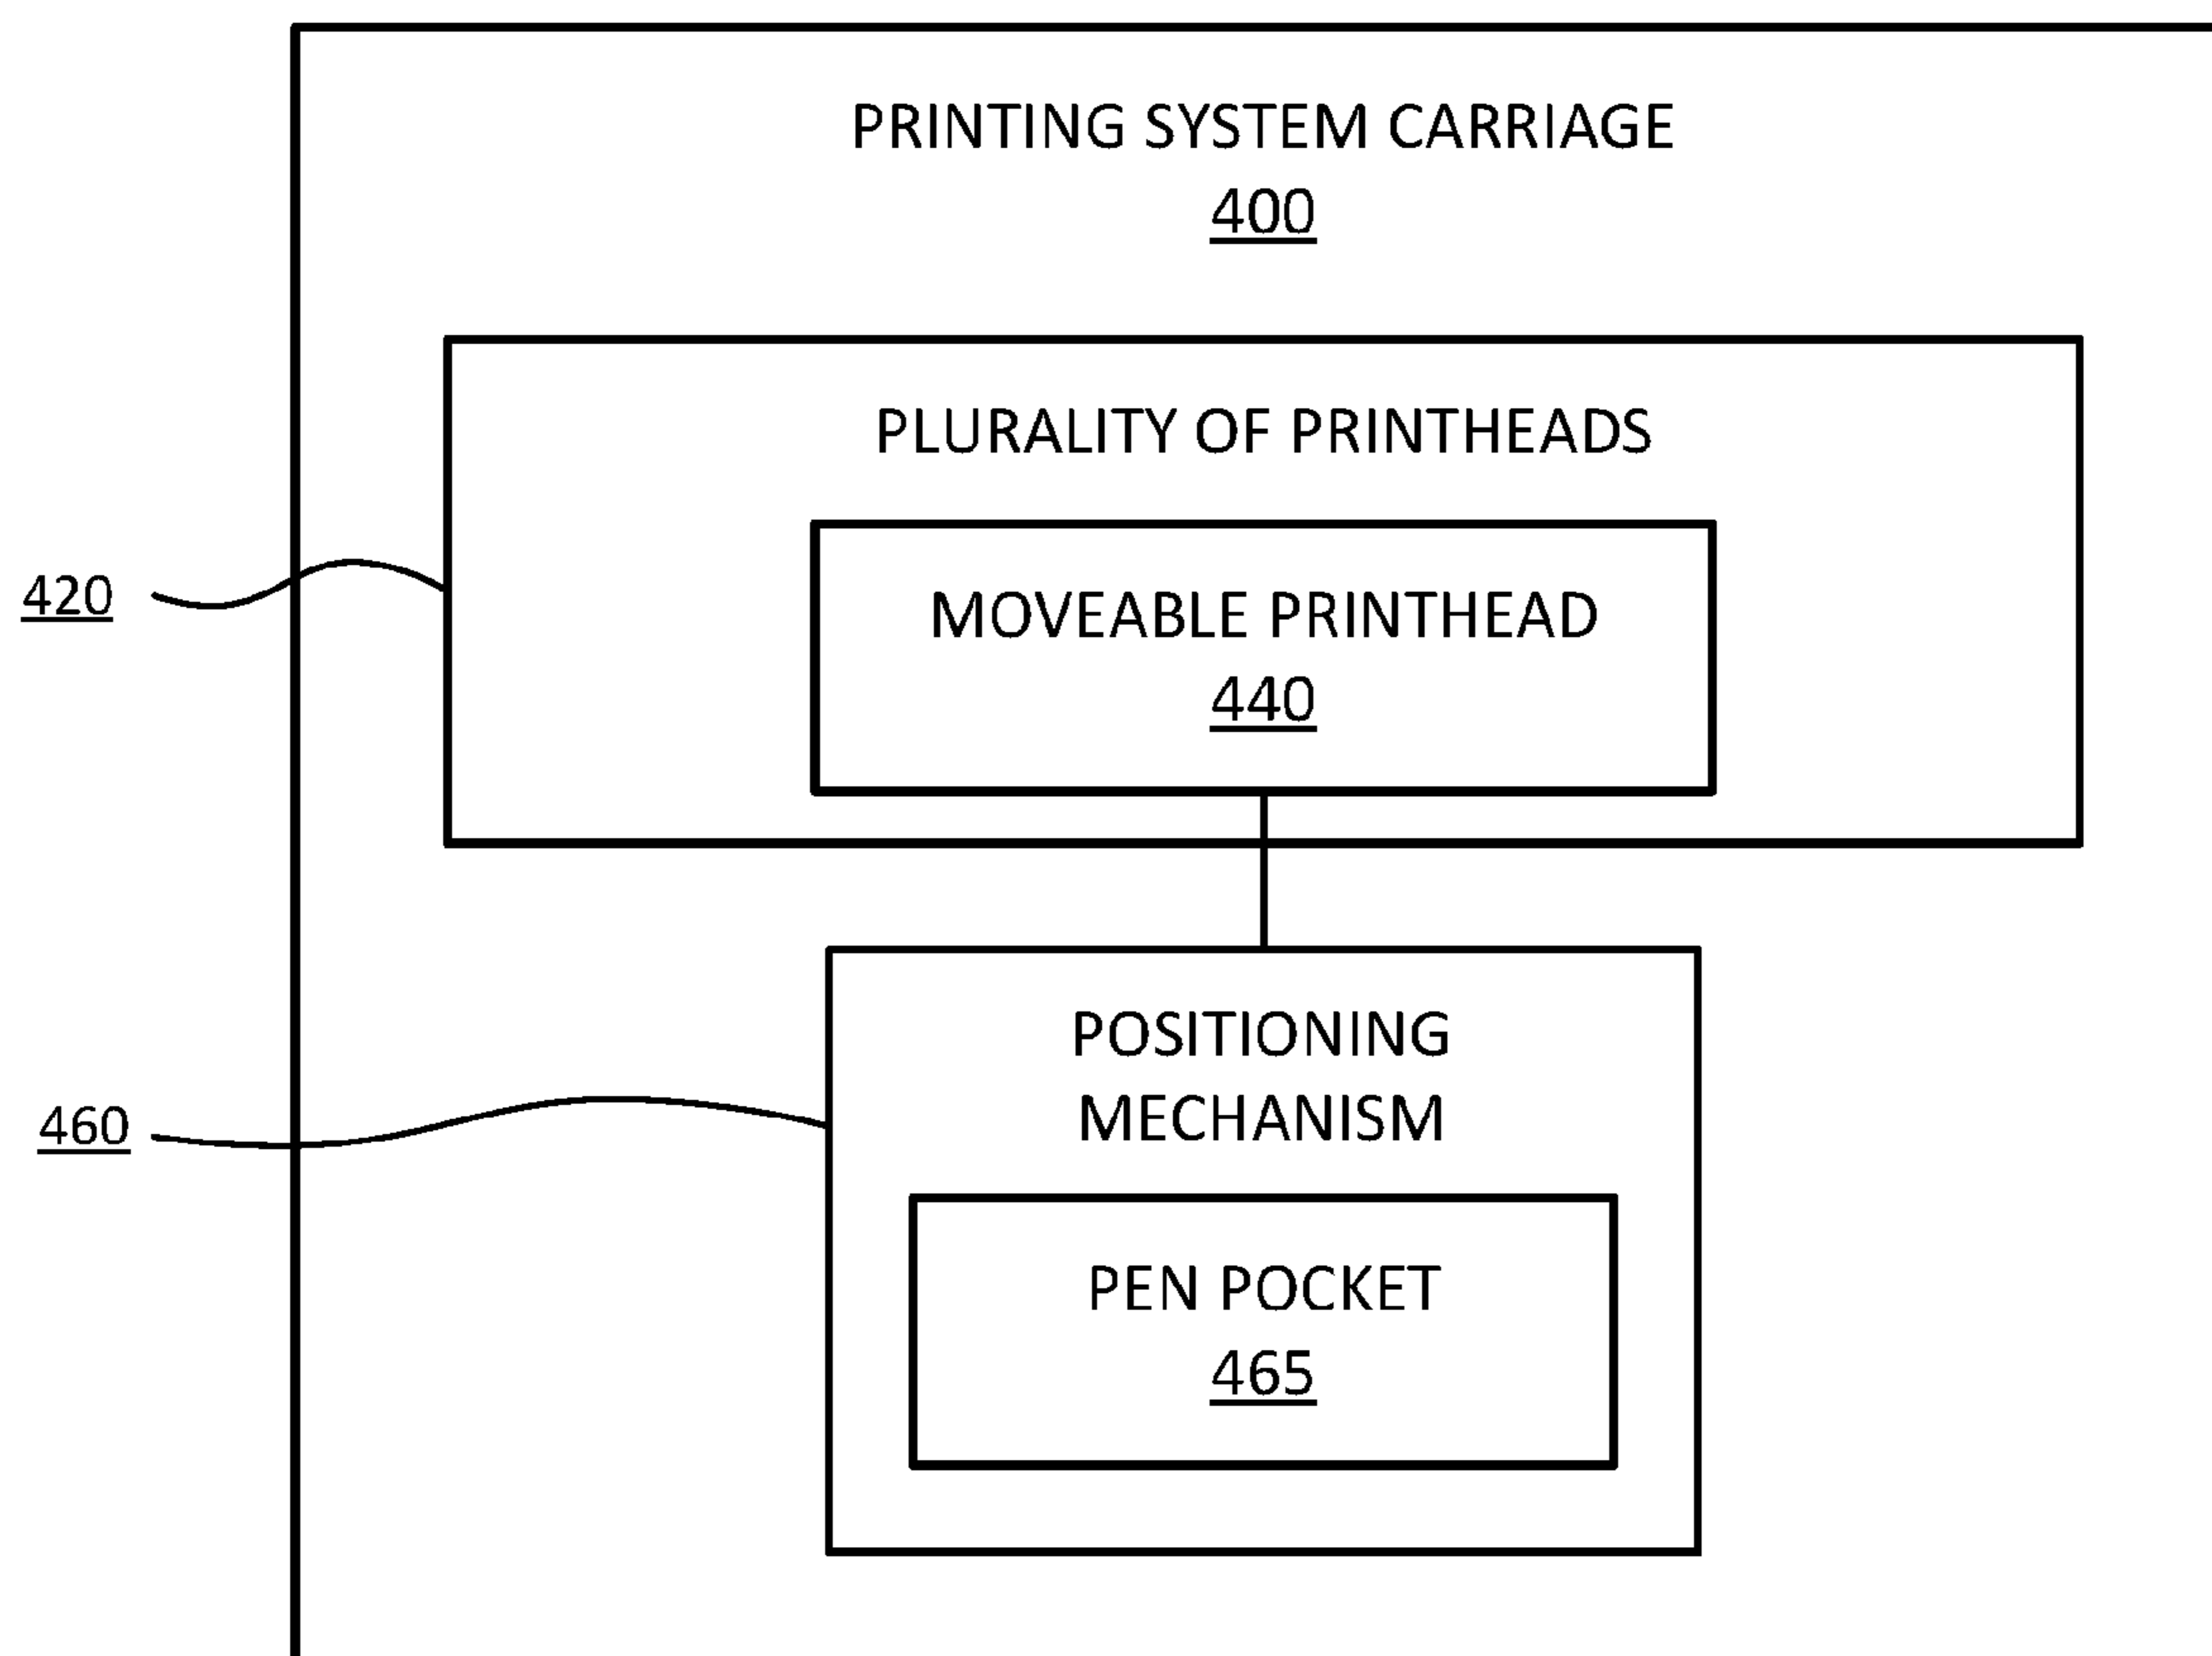 PRINTING SYSTEM CARRIAGE
400
PLURALITY OF PRINTHEADS
420
MOVEABLE PRINTHEAD
440
POSITIONING
MECHANISM
460
PEN POCKET
465